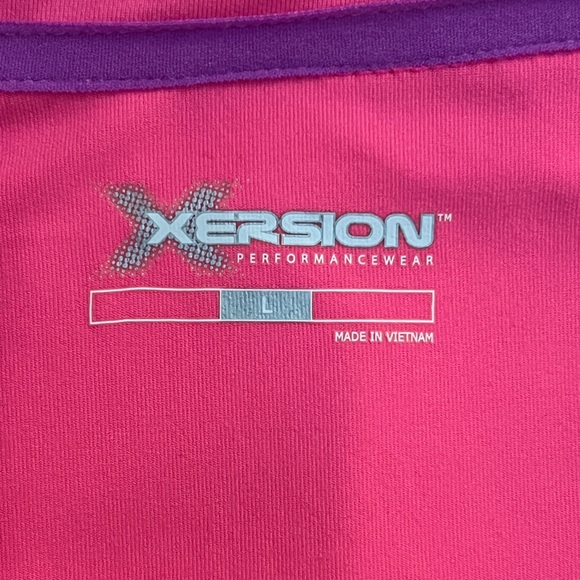 XERSION™
PERFORMANCEWEAR
L
MADE IN VIETNAM